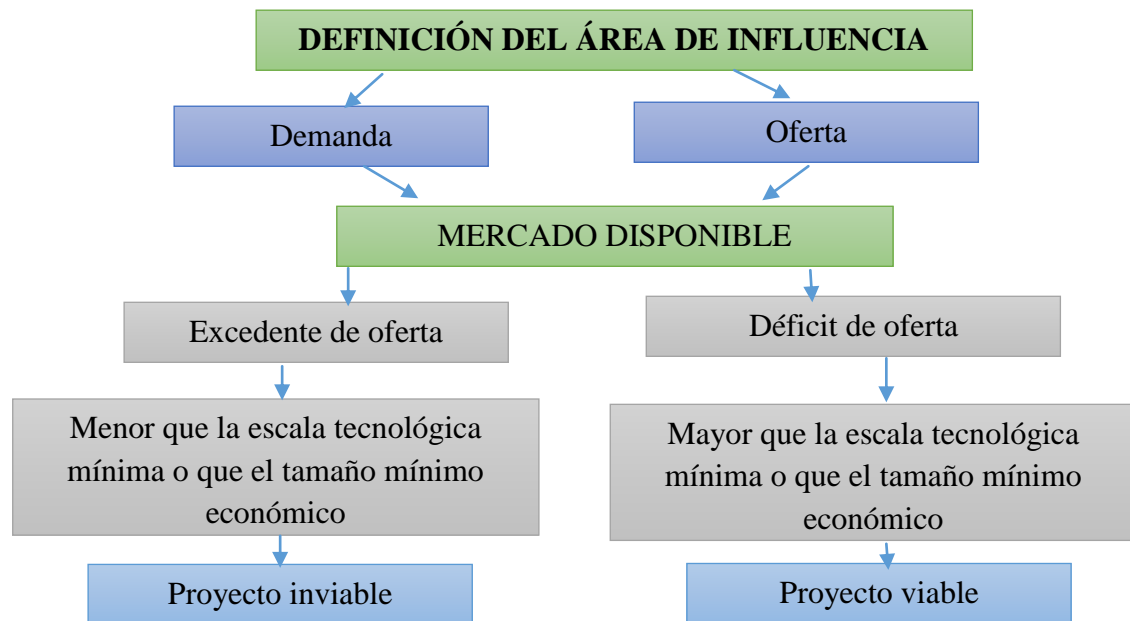 DEFINICIÓN DEL ÁREA DE INFLUENCIA
Demanda
Oferta
MERCADO DISPONIBLE
Excedente de oferta
Déficit de oferta
Menor que la escala tecnológica
mínima o que el tamaño mínimo
económico
Mayor que la escala tecnológica
mínima o que el tamaño mínimo
económico
Proyecto inviable
Proyecto viable